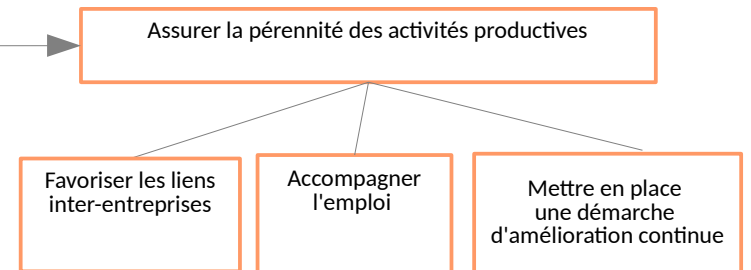 Assurer la pérennité des activités productives
Favoriser les liens
inter-entreprises
Accompagner
l'emploi
Mettre en place
une démarche
d'amélioration continue